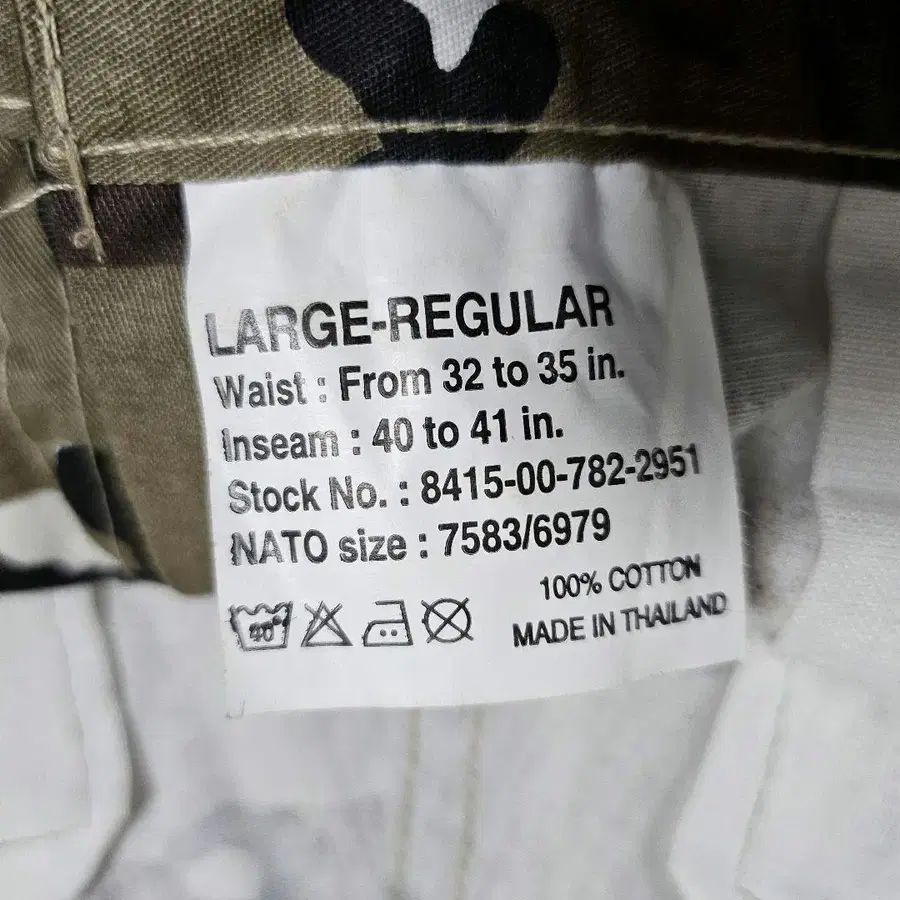 LARGE-REGULAR
Waist : From 32 to 35 in.
Inseam : 40 to 41 in.
Stock No. : 8415-00-782-2951
NATO size : 7583/6979
40°
100% COTTON
MADE IN THAILAND